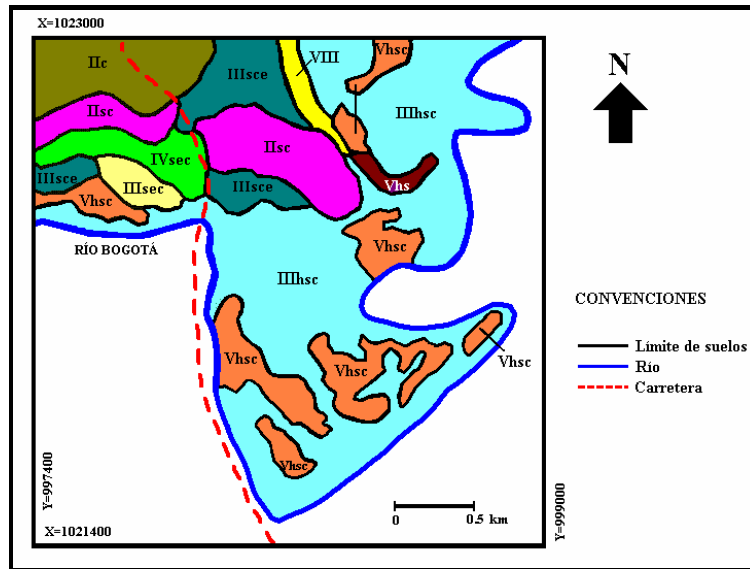 X=1023000
Vhsc
IIc
VIII
IIIsce
N
IIIhsc
IIsc
IIsc
IVsec
IIIsce
IIIsec
IIIsce
Vhs
Vhsc
RÍO BOGOTÁ
Vhsc
IIIhsc
CONVENCIONES
Límite de suelos
Río
Carretera
Vhsc
Vhsc
Vhsc
Vhsc
Y=997400
0 0.5 km
Y=999000
X=1021400